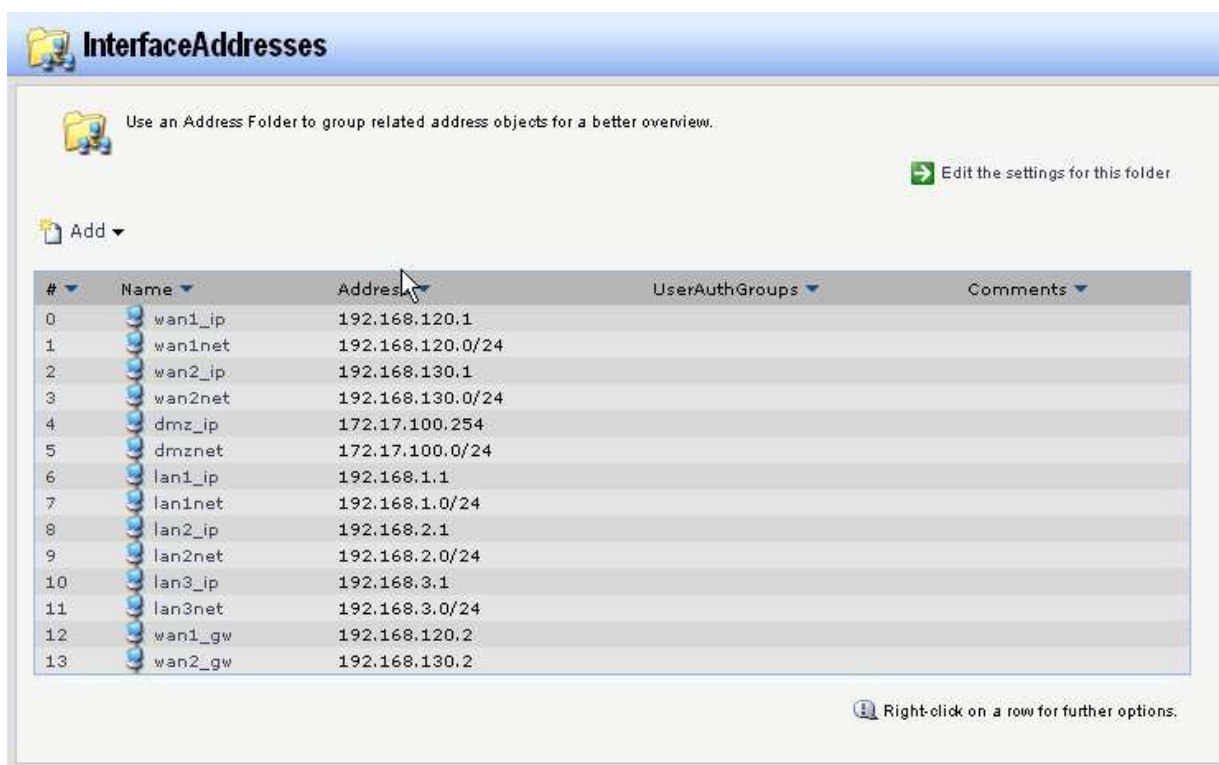 InterfaceAddresses
Use an Address Folder to group related address objects for a better overview.
Edit the settings for this folder
Add
# Name Address UserAuthGroups Comments
0 wan1_ip 192.168.120.1
1 wan1net 192.168.120.0/24
2 wan2_ip 192.168.130.1
3 wan2net 192.168.130.0/24
4 dmz_ip 172.17.100.254
5 dmznet 172.17.100.0/24
6 lan1_ip 192.168.1.1
7 lan1net 192.168.1.0/24
8 lan2_ip 192.168.2.1
9 lan2net 192.168.2.0/24
10 lan3_ip 192.168.3.1
11 lan3net 192.168.3.0/24
12 wan1_gw 192.168.120.2
13 wan2_gw 192.168.130.2
Right-click on a row for further options.